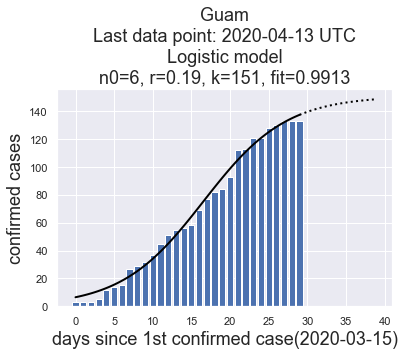 Guam
Last data point: 2020-04-13 UTC
Logistic model
n0=6, r=0.19, k=151, fit=0.9913
confirmed cases
140
120
100
80
60
40
20
0
0 5 10 15 20 25 30 35 40
days since 1st confirmed case(2020-03-15)